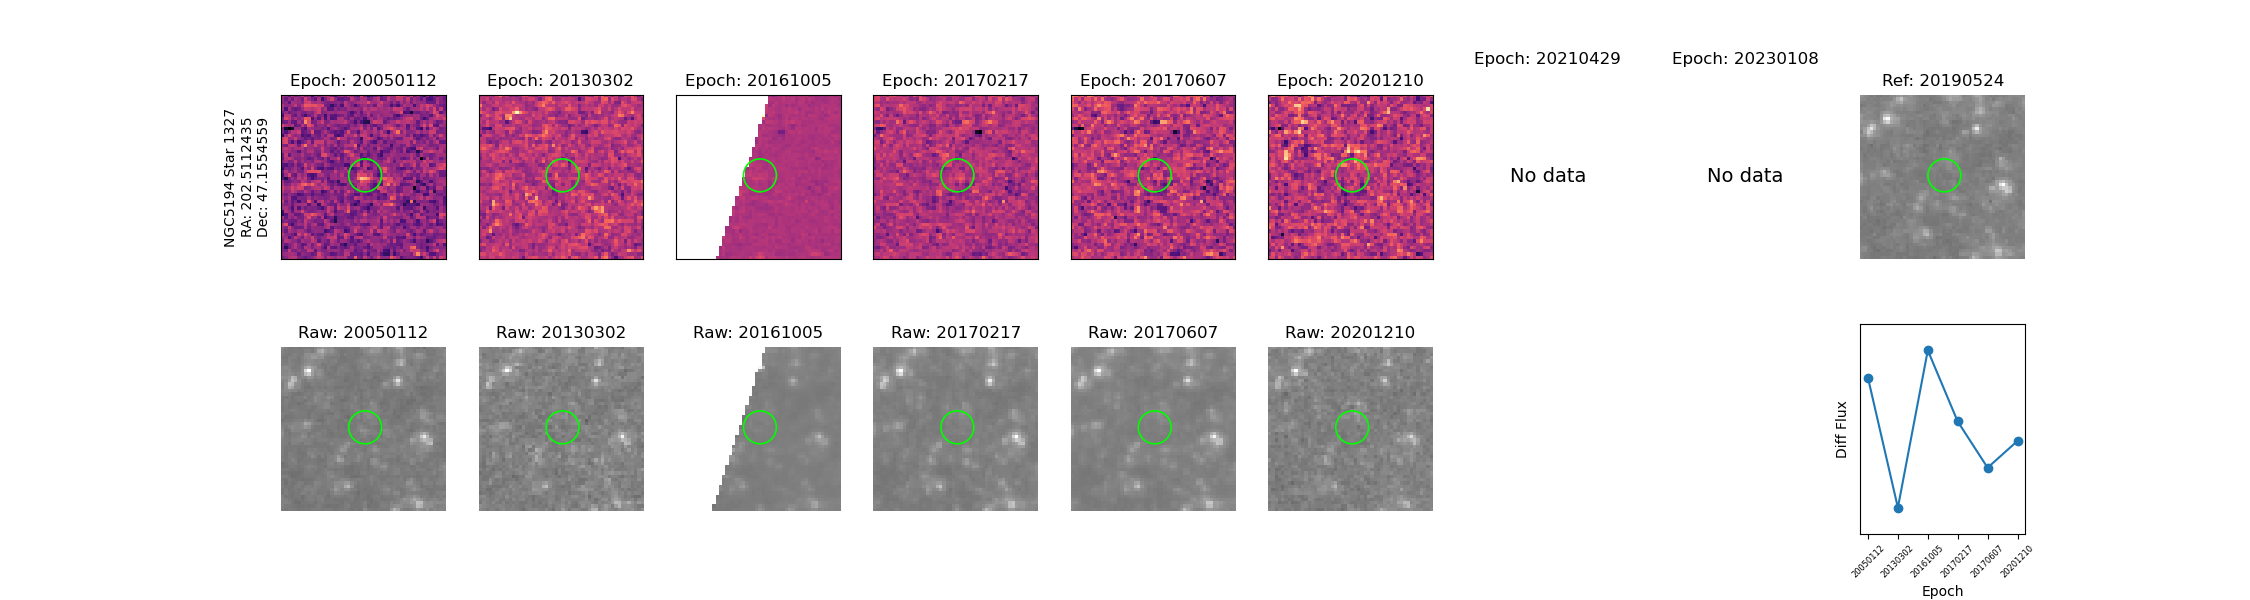 NGC5194 Star 1327
RA: 202.5112435
Dec: 47.1554559
Epoch: 20050112
Epoch: 20130302
Epoch: 20161005
Epoch: 20170217
Epoch: 20170607
Epoch: 20201210
Epoch: 20210429
Epoch: 20230108
Ref: 20190524
No data
No data
Raw: 20050112
Raw: 20130302
Raw: 20161005
Raw: 20170217
Raw: 20170607
Raw: 20201210
Diff Flux
20050112
20130302
20161005
20170217
20170607
20201210
Epoch